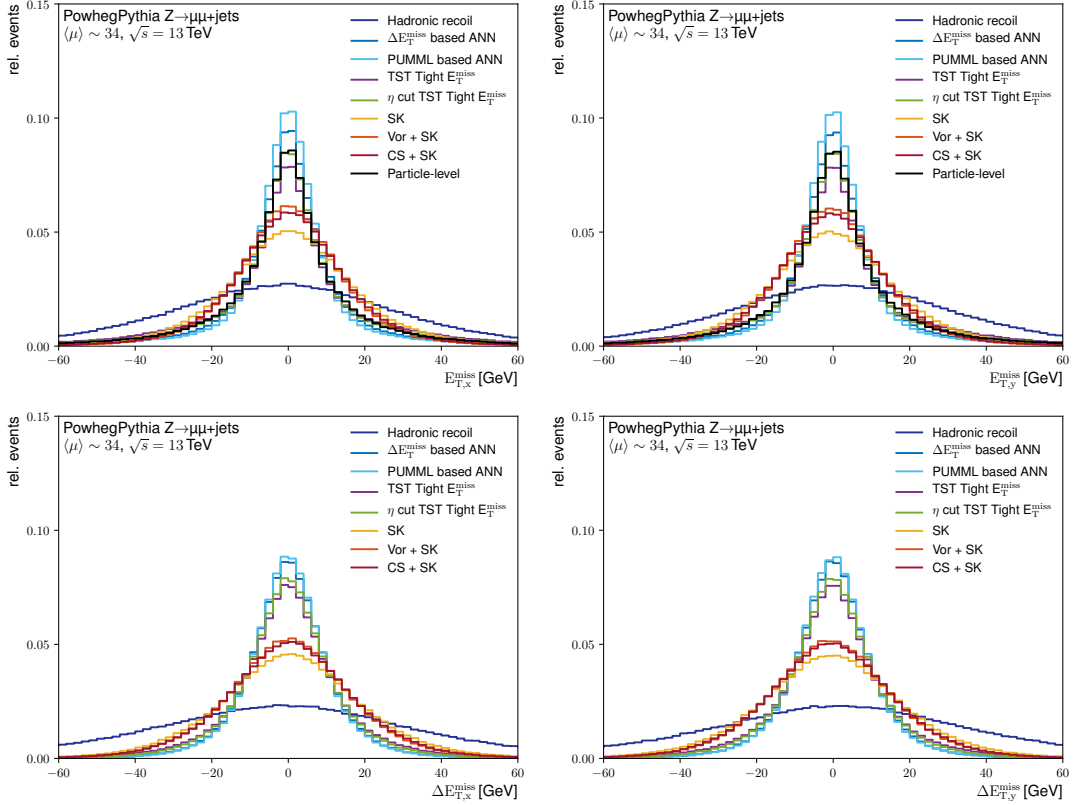 PowhegPythia Z→μμ+jets
⟨μ⟩ ∼ 34, √s = 13 TeV
rel. events
0.15
0.10
0.05
0.00
−60
−40
−20
0
20
40
60
E_{T,x}^{miss} [GeV]
Hadronic recoil
ΔE_T^{miss} based ANN
PUMML based ANN
TST Tight E_T^{miss}
η cut TST Tight E_T^{miss}
SK
Vor + SK
CS + SK
Particle-level
PowhegPythia Z→μμ+jets
⟨μ⟩ ∼ 34, √s = 13 TeV
rel. events
0.15
0.10
0.05
0.00
−60
−40
−20
0
20
40
60
E_{T,y}^{miss} [GeV]
Hadronic recoil
ΔE_T^{miss} based ANN
PUMML based ANN
TST Tight E_T^{miss}
η cut TST Tight E_T^{miss}
SK
Vor + SK
CS + SK
Particle-level
PowhegPythia Z→μμ+jets
⟨μ⟩ ∼ 34, √s = 13 TeV
rel. events
0.15
0.10
0.05
0.00
−60
−40
−20
0
20
40
60
ΔE_{T,x}^{miss} [GeV]
Hadronic recoil
ΔE_T^{miss} based ANN
PUMML based ANN
TST Tight E_T^{miss}
η cut TST Tight E_T^{miss}
SK
Vor + SK
CS + SK
PowhegPythia Z→μμ+jets
⟨μ⟩ ∼ 34, √s = 13 TeV
rel. events
0.15
0.10
0.05
0.00
−60
−40
−20
0
20
40
60
ΔE_{T,y}^{miss} [GeV]
Hadronic recoil
ΔE_T^{miss} based ANN
PUMML based ANN
TST Tight E_T^{miss}
η cut TST Tight E_T^{miss}
SK
Vor + SK
CS + SK